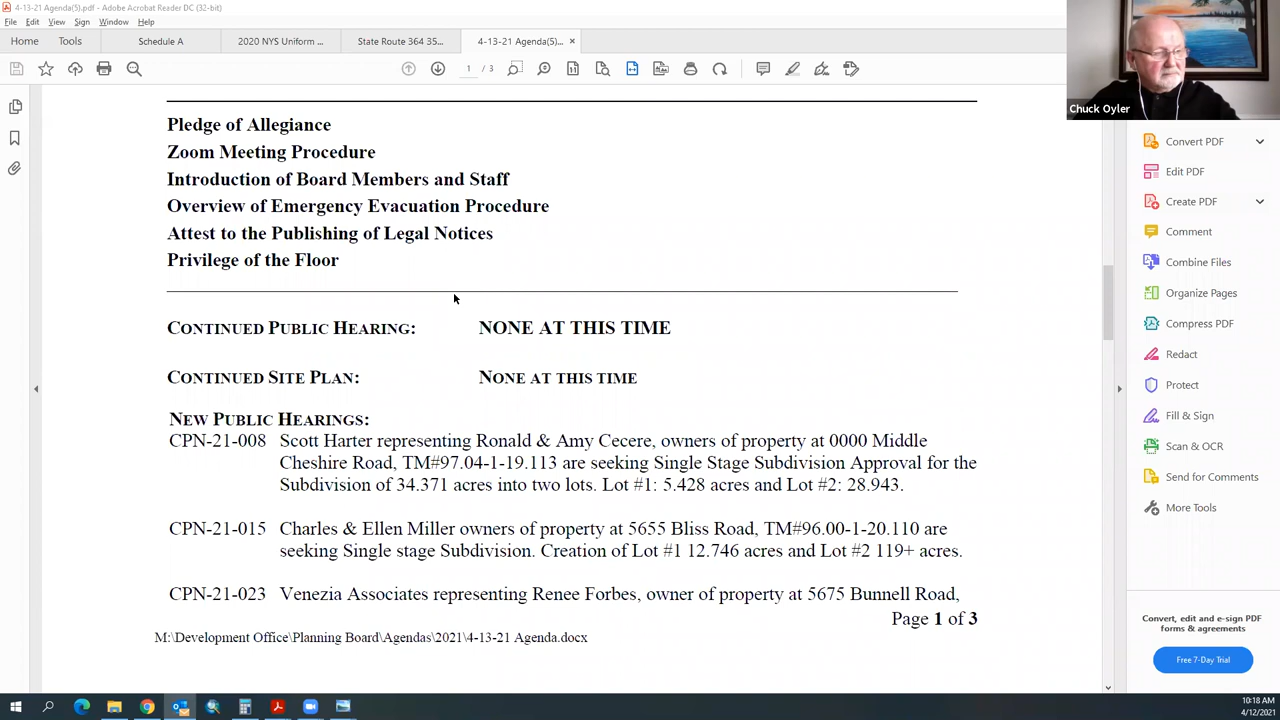 4-13-21 Agenda(5).pdf - Adobe Acrobat Reader DC (32-bit)
File Edit View Sign Window Help
Home Tools Schedule A 2020 NYS Uniform ... State Route 364 35... 4-13-21 Agenda(5)... ×
1 / 3
Chuck Oyler
Pledge of Allegiance
Zoom Meeting Procedure
Introduction of Board Members and Staff
Overview of Emergency Evacuation Procedure
Attest to the Publishing of Legal Notices
Privilege of the Floor
CONTINUED PUBLIC HEARING: NONE AT THIS TIME
CONTINUED SITE PLAN: NONE AT THIS TIME
NEW PUBLIC HEARINGS:
CPN-21-008 Scott Harter representing Ronald & Amy Cecere, owners of property at 0000 Middle
Cheshire Road, TM#97.04-1-19.113 are seeking Single Stage Subdivision Approval for the
Subdivision of 34.371 acres into two lots. Lot #1: 5.428 acres and Lot #2: 28.943.
CPN-21-015 Charles & Ellen Miller owners of property at 5655 Bliss Road, TM#96.00-1-20.110 are
seeking Single stage Subdivision. Creation of Lot #1 12.746 acres and Lot #2 119+ acres.
CPN-21-023 Venezia Associates representing Renee Forbes, owner of property at 5675 Bunnell Road,
Page 1 of 3
M:\Development Office\Planning Board\Agendas\2021\4-13-21 Agenda.docx
Convert PDF
Edit PDF
Create PDF
Comment
Combine Files
Organize Pages
Compress PDF
Redact
Protect
Fill & Sign
Scan & OCR
Send for Comments
More Tools
Convert, edit and e-sign PDF
forms & agreements
Free 7-Day Trial
10:18 AM
4/12/2021